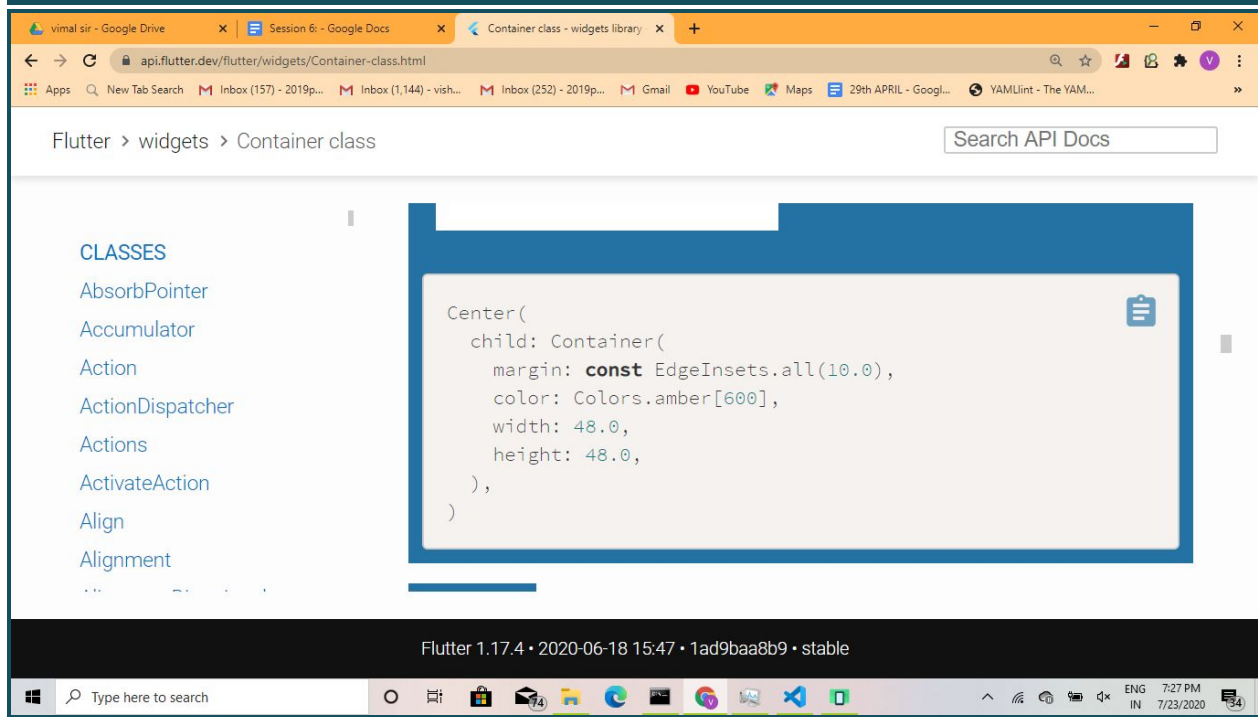 vimal sir - Google Drive
Session 6: - Google Docs
Container class - widgets library
api.flutter.dev/flutter/widgets/Container-class.html
Apps New Tab Search Inbox (157) - 2019p... Inbox (1,144) - vish... Inbox (252) - 2019p... Gmail YouTube Maps 29th APRIL - Googl... YAMLlint - The YAM... »
V
Flutter > widgets > Container class
Search API Docs
CLASSES
AbsorbPointer
Accumulator
Action
ActionDispatcher
Actions
ActivateAction
Align
Alignment
Center(
child: Container(
margin: const EdgeInsets.all(10.0),
color: Colors.amber[600],
width: 48.0,
height: 48.0,
),
)
Flutter 1.17.4 • 2020-06-18 15:47 • 1ad9baa8b9 • stable
Type here to search
74
ENG 7:27 PM
IN 7/23/2020
34